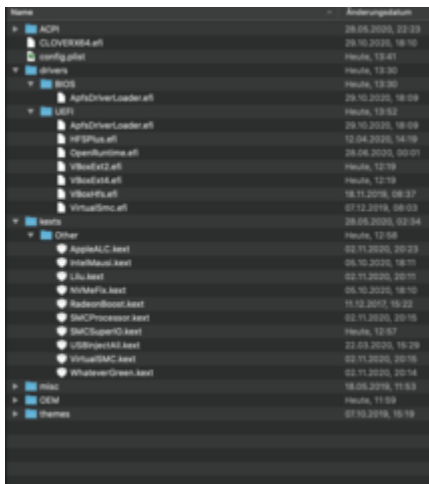 Name Änderungsdatum
ACPI 28.05.2020, 22:23
CLOVERX64.efi 29.10.2020, 18:10
config.plist Heute, 13:41
drivers Heute, 13:30
BIOS Heute, 13:30
ApfsDriverLoader.efi 29.10.2020, 18:09
UEFI Heute, 13:52
ApfsDriverLoader.efi 29.10.2020, 18:09
HFSPlus.efi 12.04.2020, 14:19
OpenRuntime.efi 28.06.2020, 00:01
VBoxExt2.efi Heute, 12:19
VBoxExt4.efi Heute, 12:19
VBoxHfs.efi 18.11.2019, 08:37
VirtualSmc.efi 07.12.2019, 08:03
kexts 28.05.2020, 02:34
Other Heute, 12:58
AppleALC.kext 02.11.2020, 20:23
IntelMausi.kext 05.10.2020, 18:11
Lilu.kext 02.11.2020, 20:11
NVMeFix.kext 05.10.2020, 18:10
RadeonBoost.kext 11.12.2017, 15:22
SMCProcessor.kext 02.11.2020, 20:15
SMCSuperIO.kext Heute, 12:57
USBInjectAll.kext 22.03.2020, 15:29
VirtualSMC.kext 02.11.2020, 20:15
WhateverGreen.kext 02.11.2020, 20:14
misc 18.05.2019, 11:53
OEM Heute, 11:59
themes 07.10.2019, 15:19